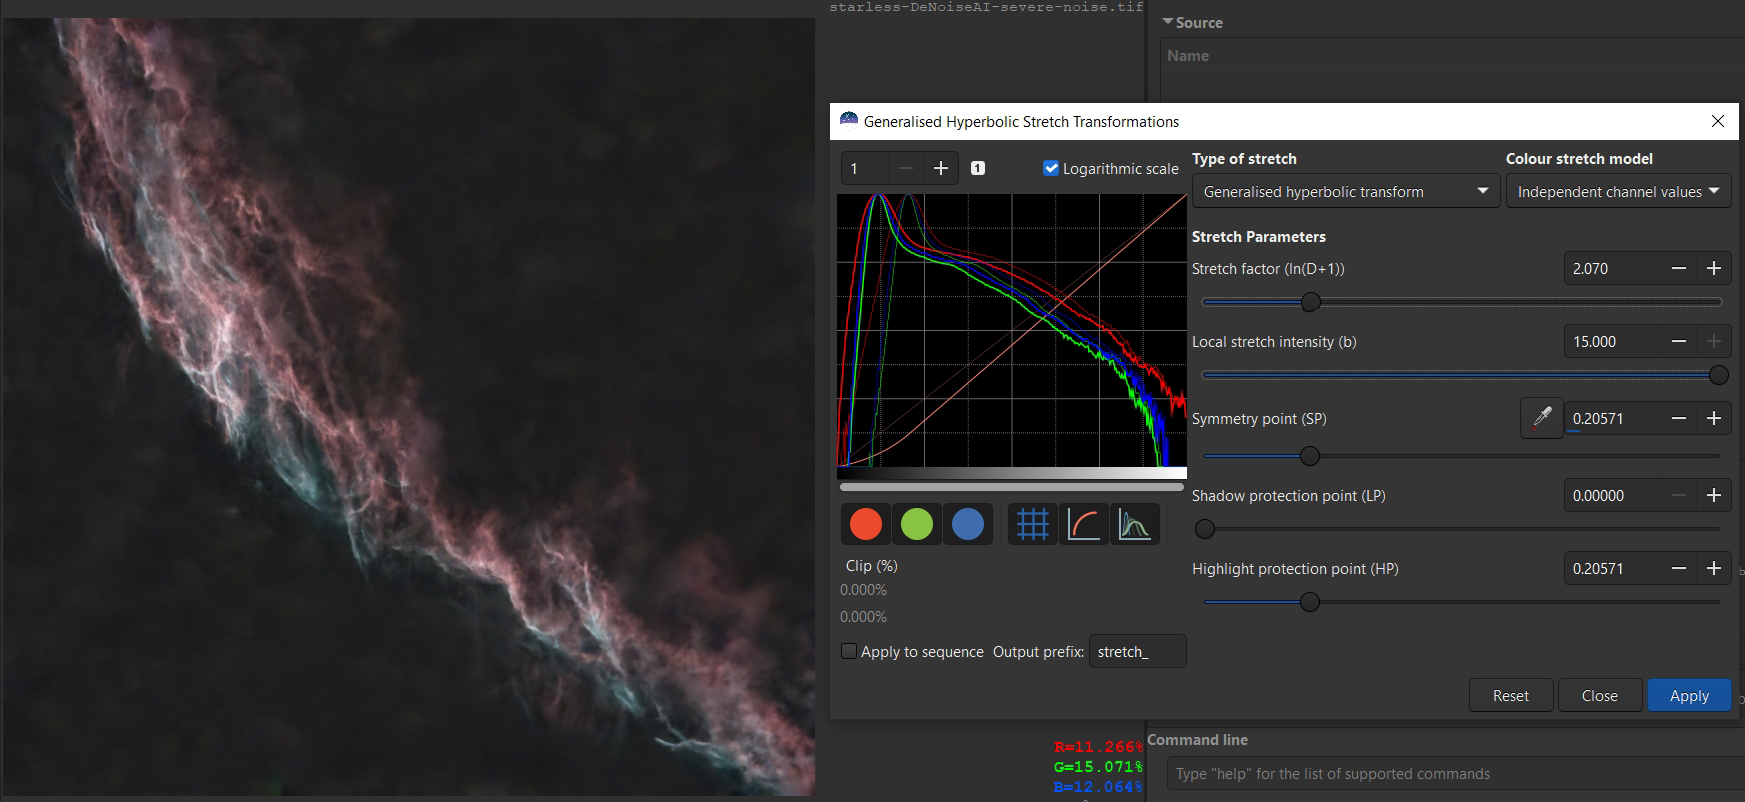 starless-DeNoiseAI-severe-noise.tif
Source
Name
Generalised Hyperbolic Stretch Transformations
1
1
Logarithmic scale
Type of stretch
Colour stretch model
Generalised hyperbolic transform
Independent channel values
Stretch Parameters
Stretch factor (ln(D+1))
2.070
Local stretch intensity (b)
15.000
Symmetry point (SP)
0.20571
Shadow protection point (LP)
0.00000
Highlight protection point (HP)
0.20571
Clip (%)
0.000%
0.000%
Apply to sequence
Output prefix:
stretch_
Reset
Close
Apply
R=11.266%
G=15.071%
B=12.064%
Command line
Type "help" for the list of supported commands